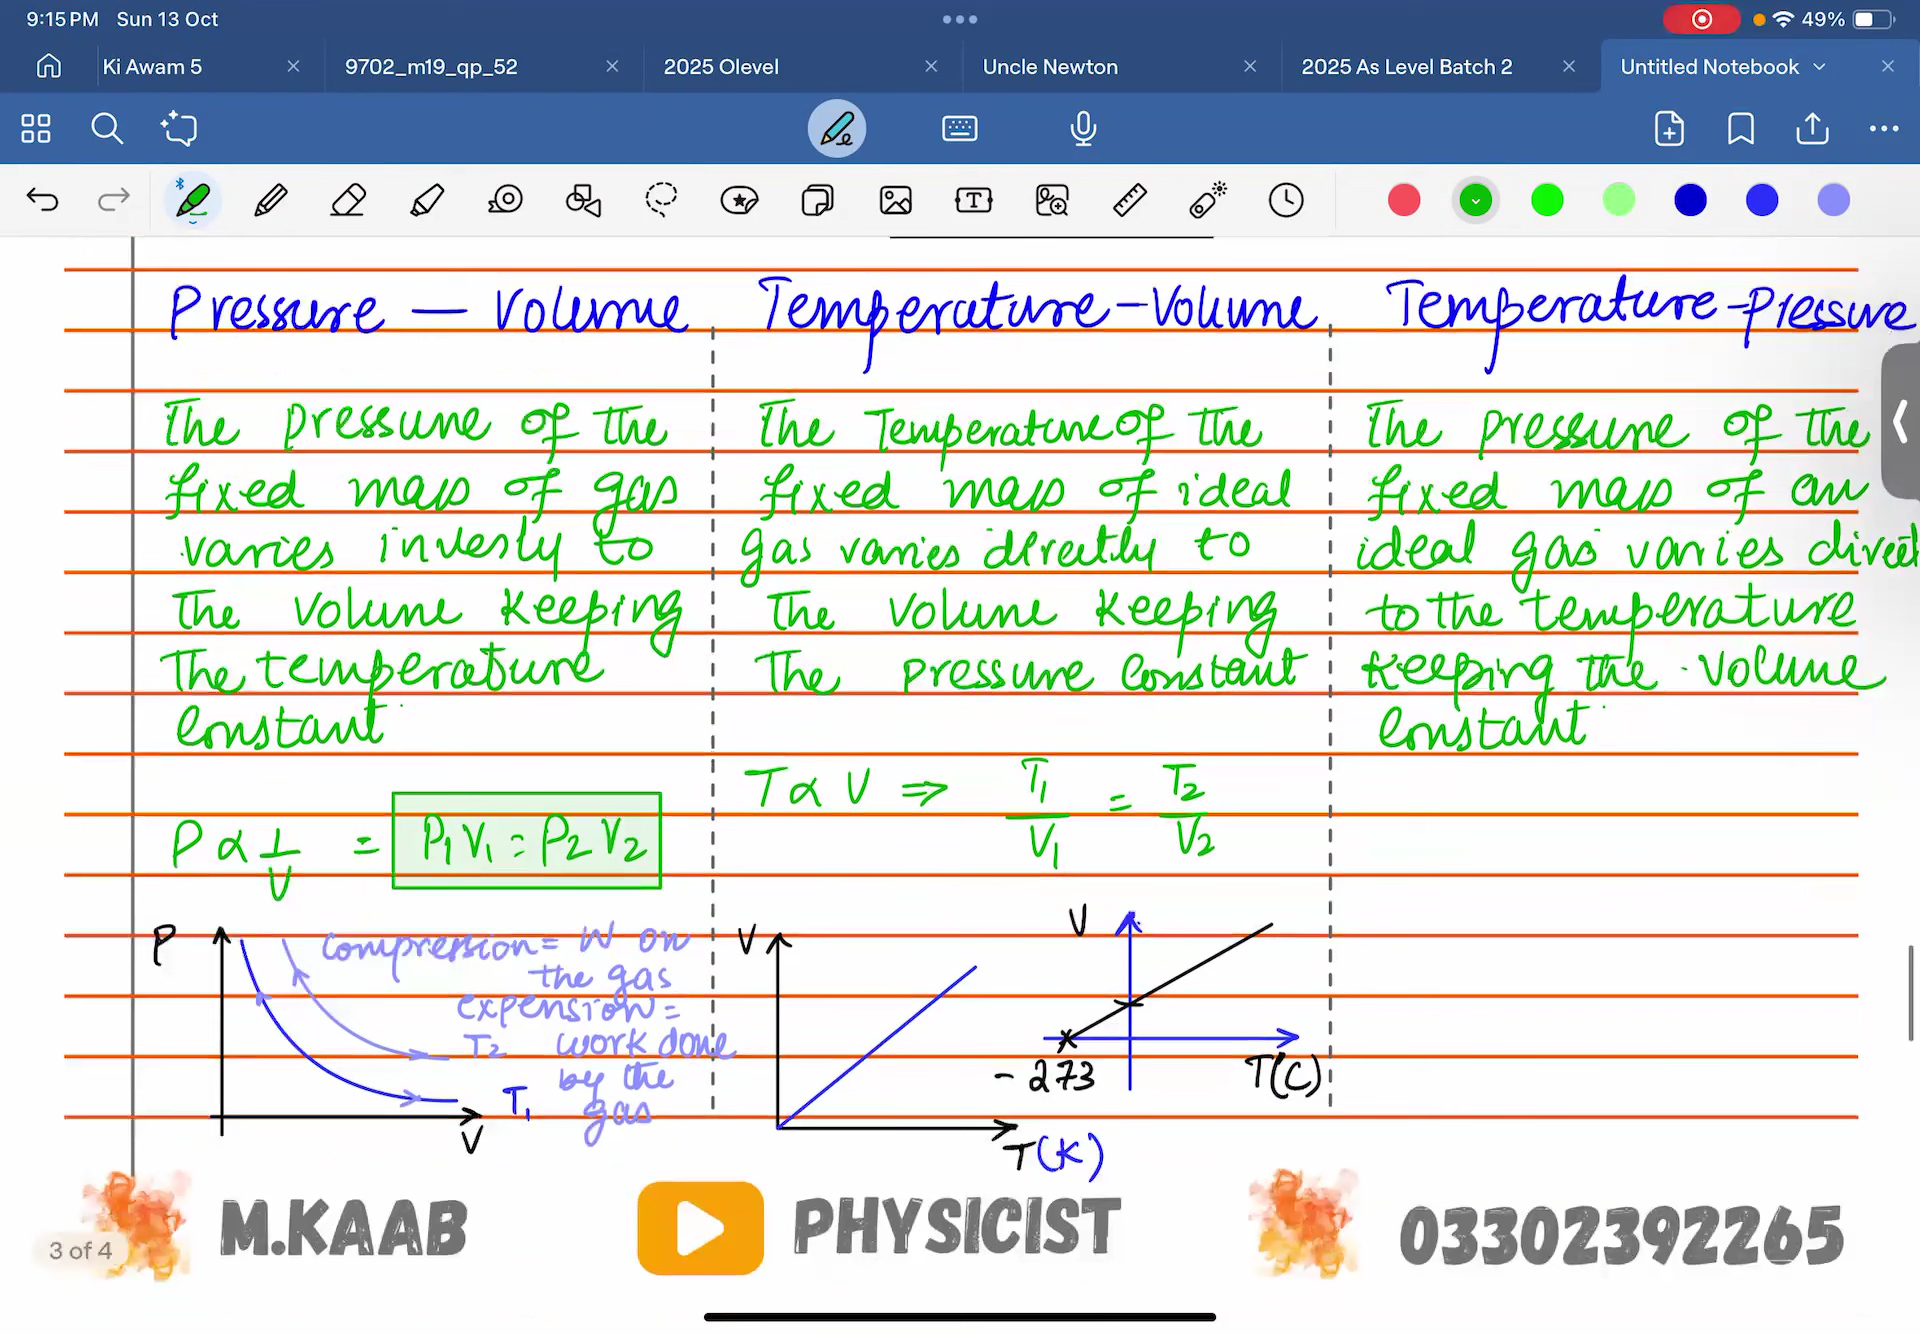 9:15 PM Sun 13 Oct
49%
Ki Awam 5
9702_m19_qp_52
2025 Olevel
Uncle Newton
2025 As Level Batch 2
Untitled Notebook
Pressure — Volume
The pressure of the
fixed mass of gas
varies inversly to
The volume Keeping
The temperature
Constant
P ∝ 1/V = P₁V₁ = P₂V₂
P
Compression = W on
the gas
expension =
T₂ work done
by the
T₁ gas
V
Temperature - Volume
The Temperature of the
fixed mass of ideal
gas varies directly to
The volume Keeping
The pressure Constant
T ∝ V ⇒ T₁/V₁ = T₂/V₂
V
T(K)
V
- 273
T(C)
Temperature - Pressure
The pressure of the
fixed mass of an
ideal gas varies direct
to the temperature
Keeping the volume
Constant
3 of 4
M.KAAB
PHYSICIST
03302392265